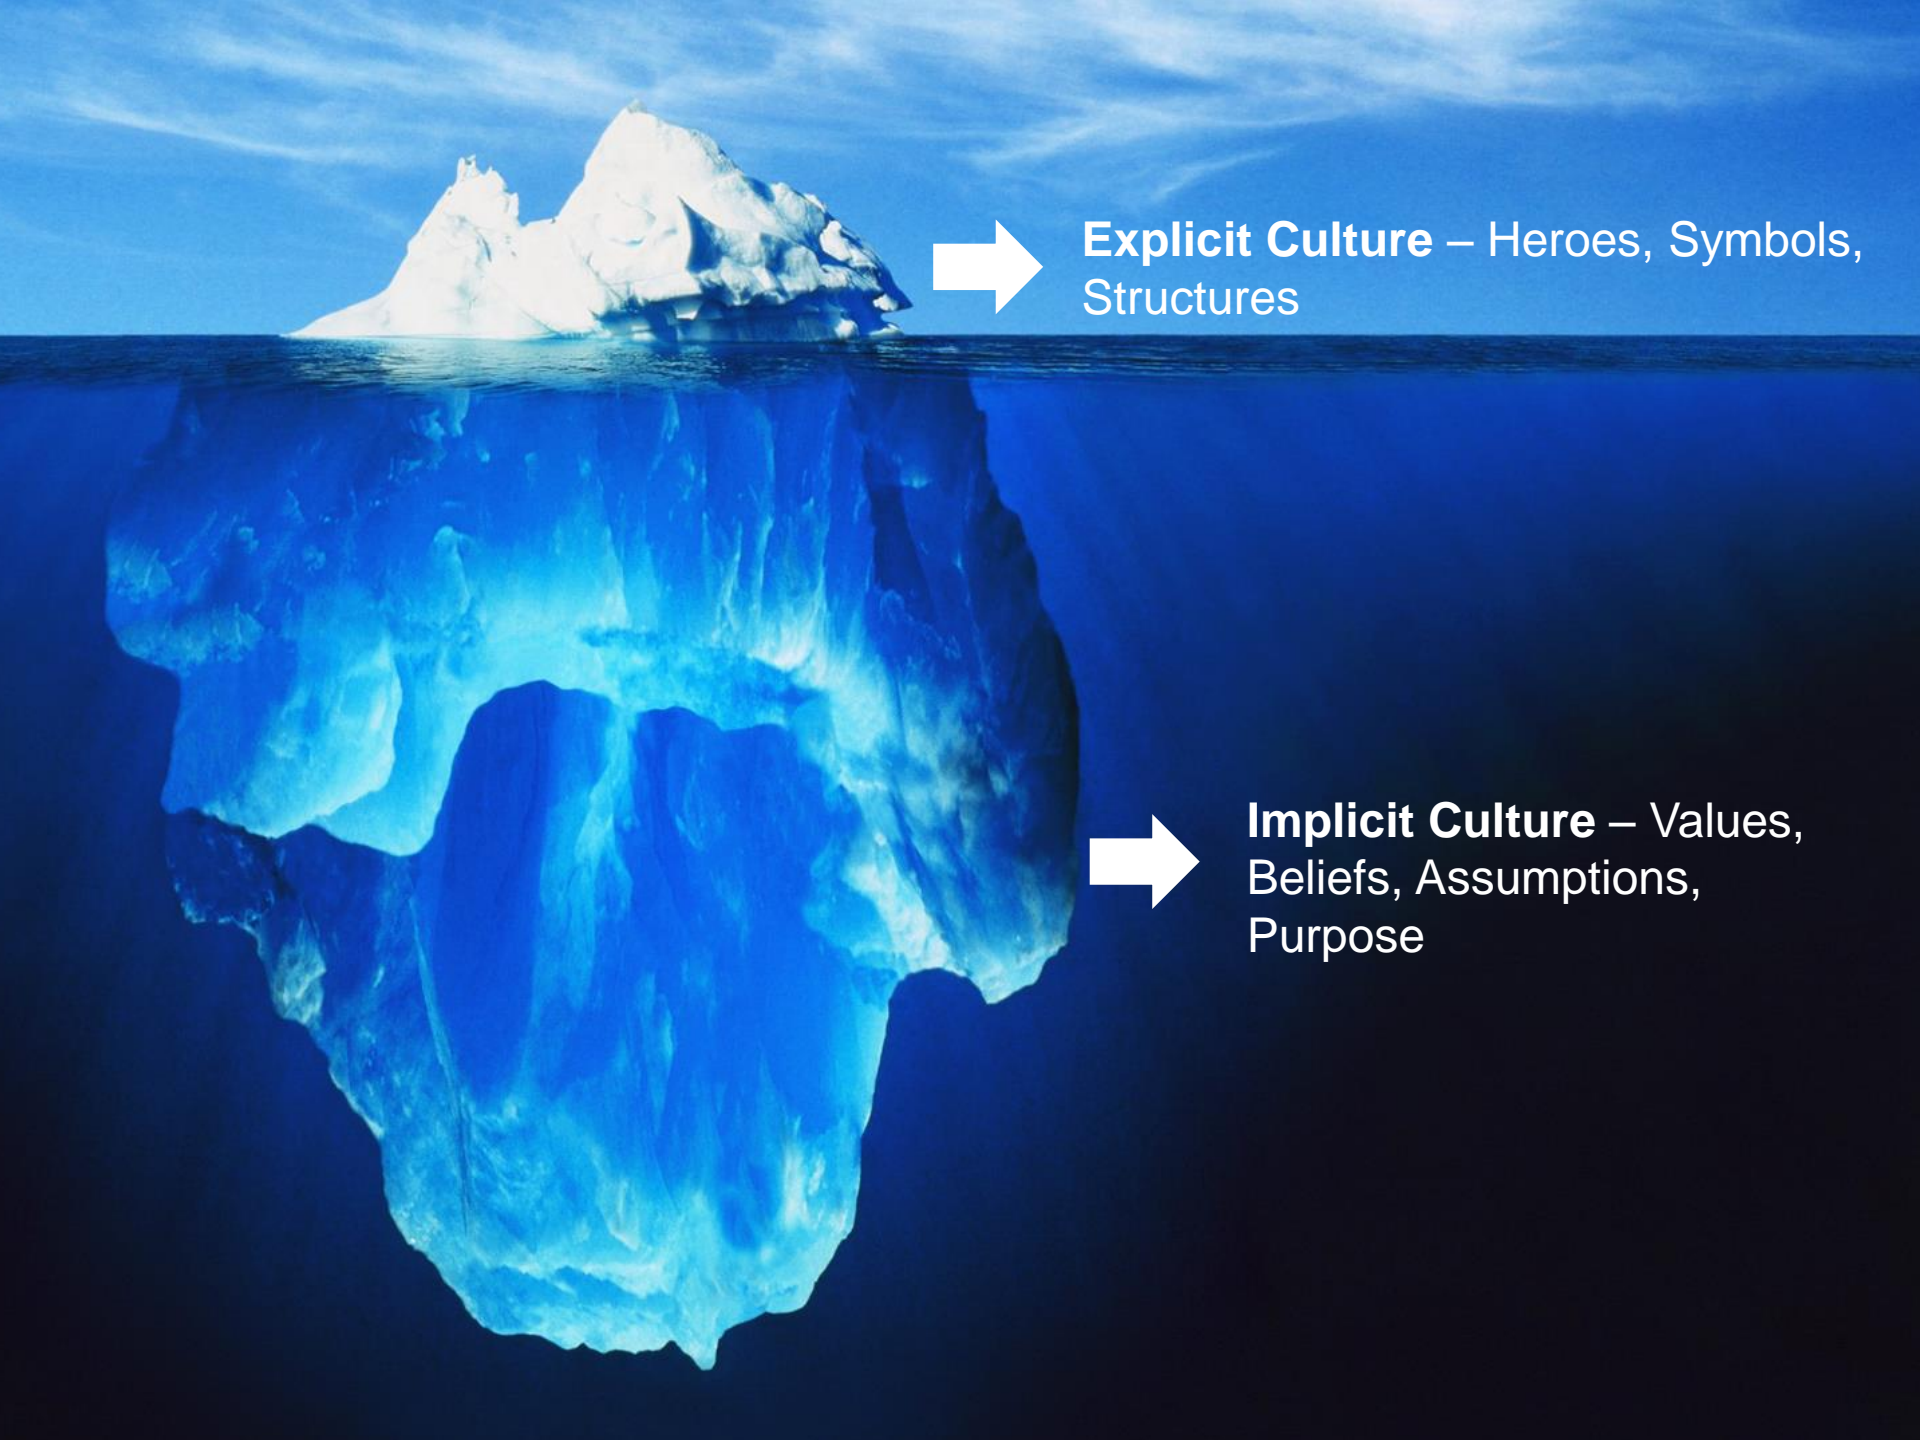 Explicit Culture – Heroes, Symbols,
Structures
Implicit Culture – Values,
Beliefs, Assumptions,
Purpose